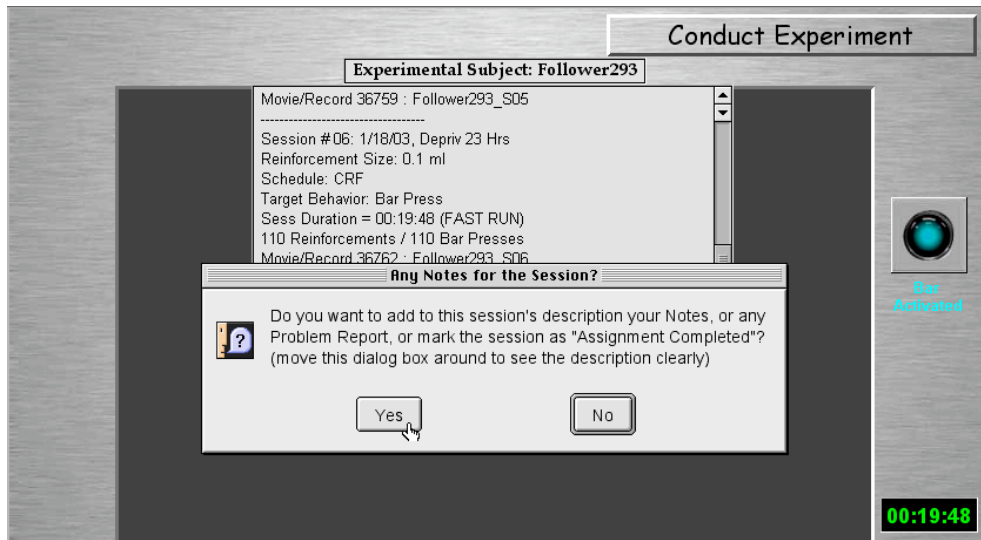 Conduct Experiment
Experimental Subject: Follower293
Movie/Record 36759 : Follower293_S05
-----------------------------------
Session #06: 1/18/03, Depriv 23 Hrs
Reinforcement Size: 0.1 ml
Schedule: CRF
Target Behavior: Bar Press
Sess Duration = 00:19:48 (FAST RUN)
110 Reinforcements / 110 Bar Presses
Movie/Record 36762 : Follower293_S06
Any Notes for the Session?
Do you want to add to this session's description your Notes, or any
Problem Report, or mark the session as "Assignment Completed"?
(move this dialog box around to see the description clearly)
Yes
No
Bar
Activated
00:19:48